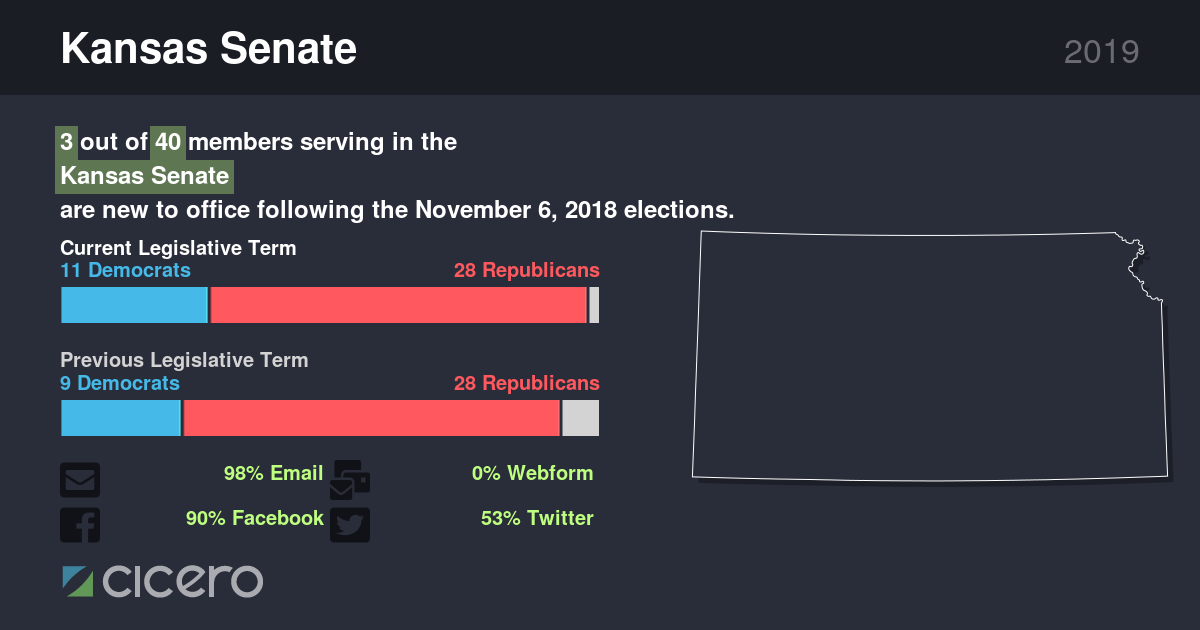 Kansas Senate
2019
3 out of 40 members serving in the
Kansas Senate
are new to office following the November 6, 2018 elections.
Current Legislative Term
11 Democrats 28 Republicans
Previous Legislative Term
9 Democrats 28 Republicans
98% Email 0% Webform
90% Facebook 53% Twitter
cicero